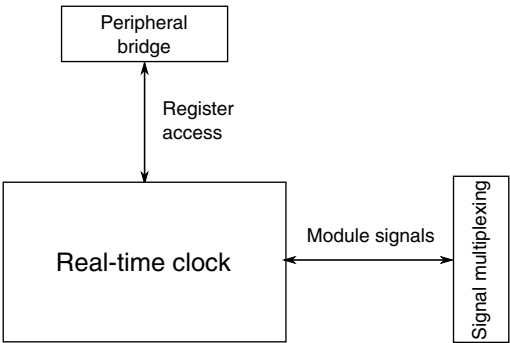 Peripheral
bridge
Register
access
Real-time clock
Module signals
Signal multiplexing